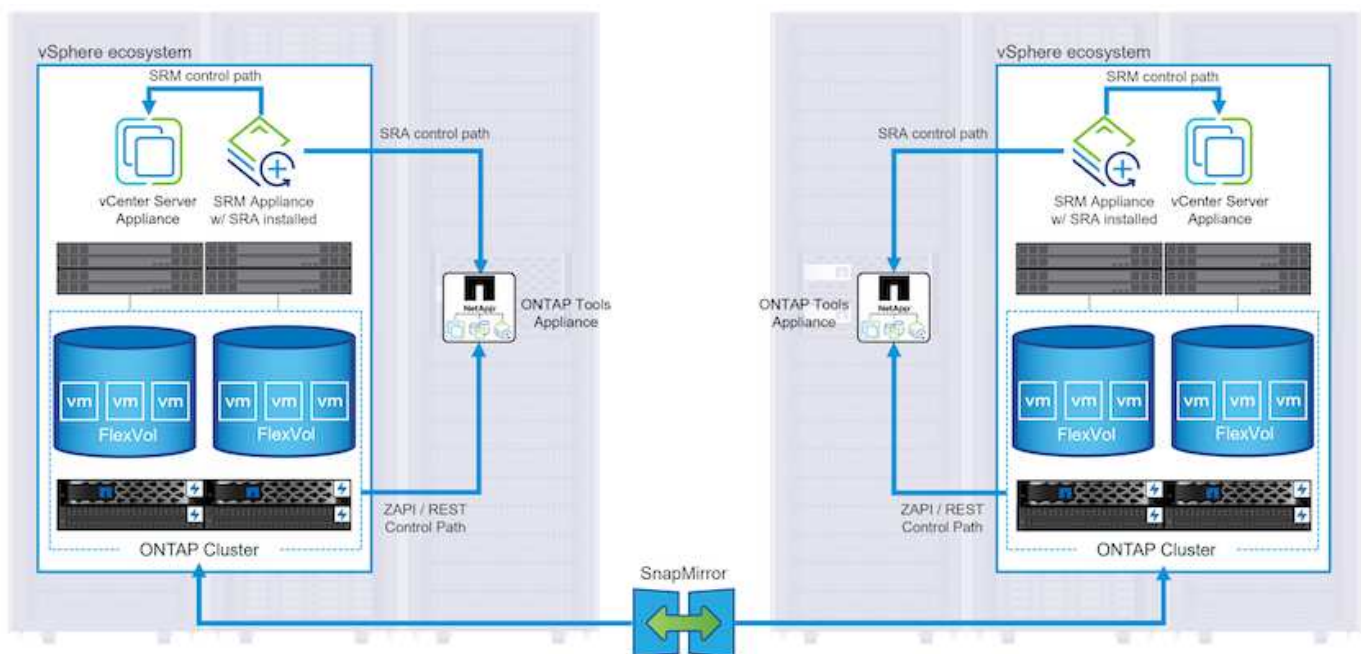 vSphere ecosystem
SRM control path
SRA control path
vCenter Server
Appliance
SRM Appliance
w/ SRA installed
NetApp
ONTAP Tools
Appliance
vm vm vm
FlexVol
vm vm vm
FlexVol
ZAPI / REST
Control Path
ONTAP Cluster
SnapMirror
vSphere ecosystem
SRM control path
SRA control path
SRM Appliance
w/ SRA installed
vCenter Server
Appliance
ONTAP Tools
Appliance
NetApp
vm vm vm
FlexVol
vm vm vm
FlexVol
ZAPI / REST
Control Path
ONTAP Cluster